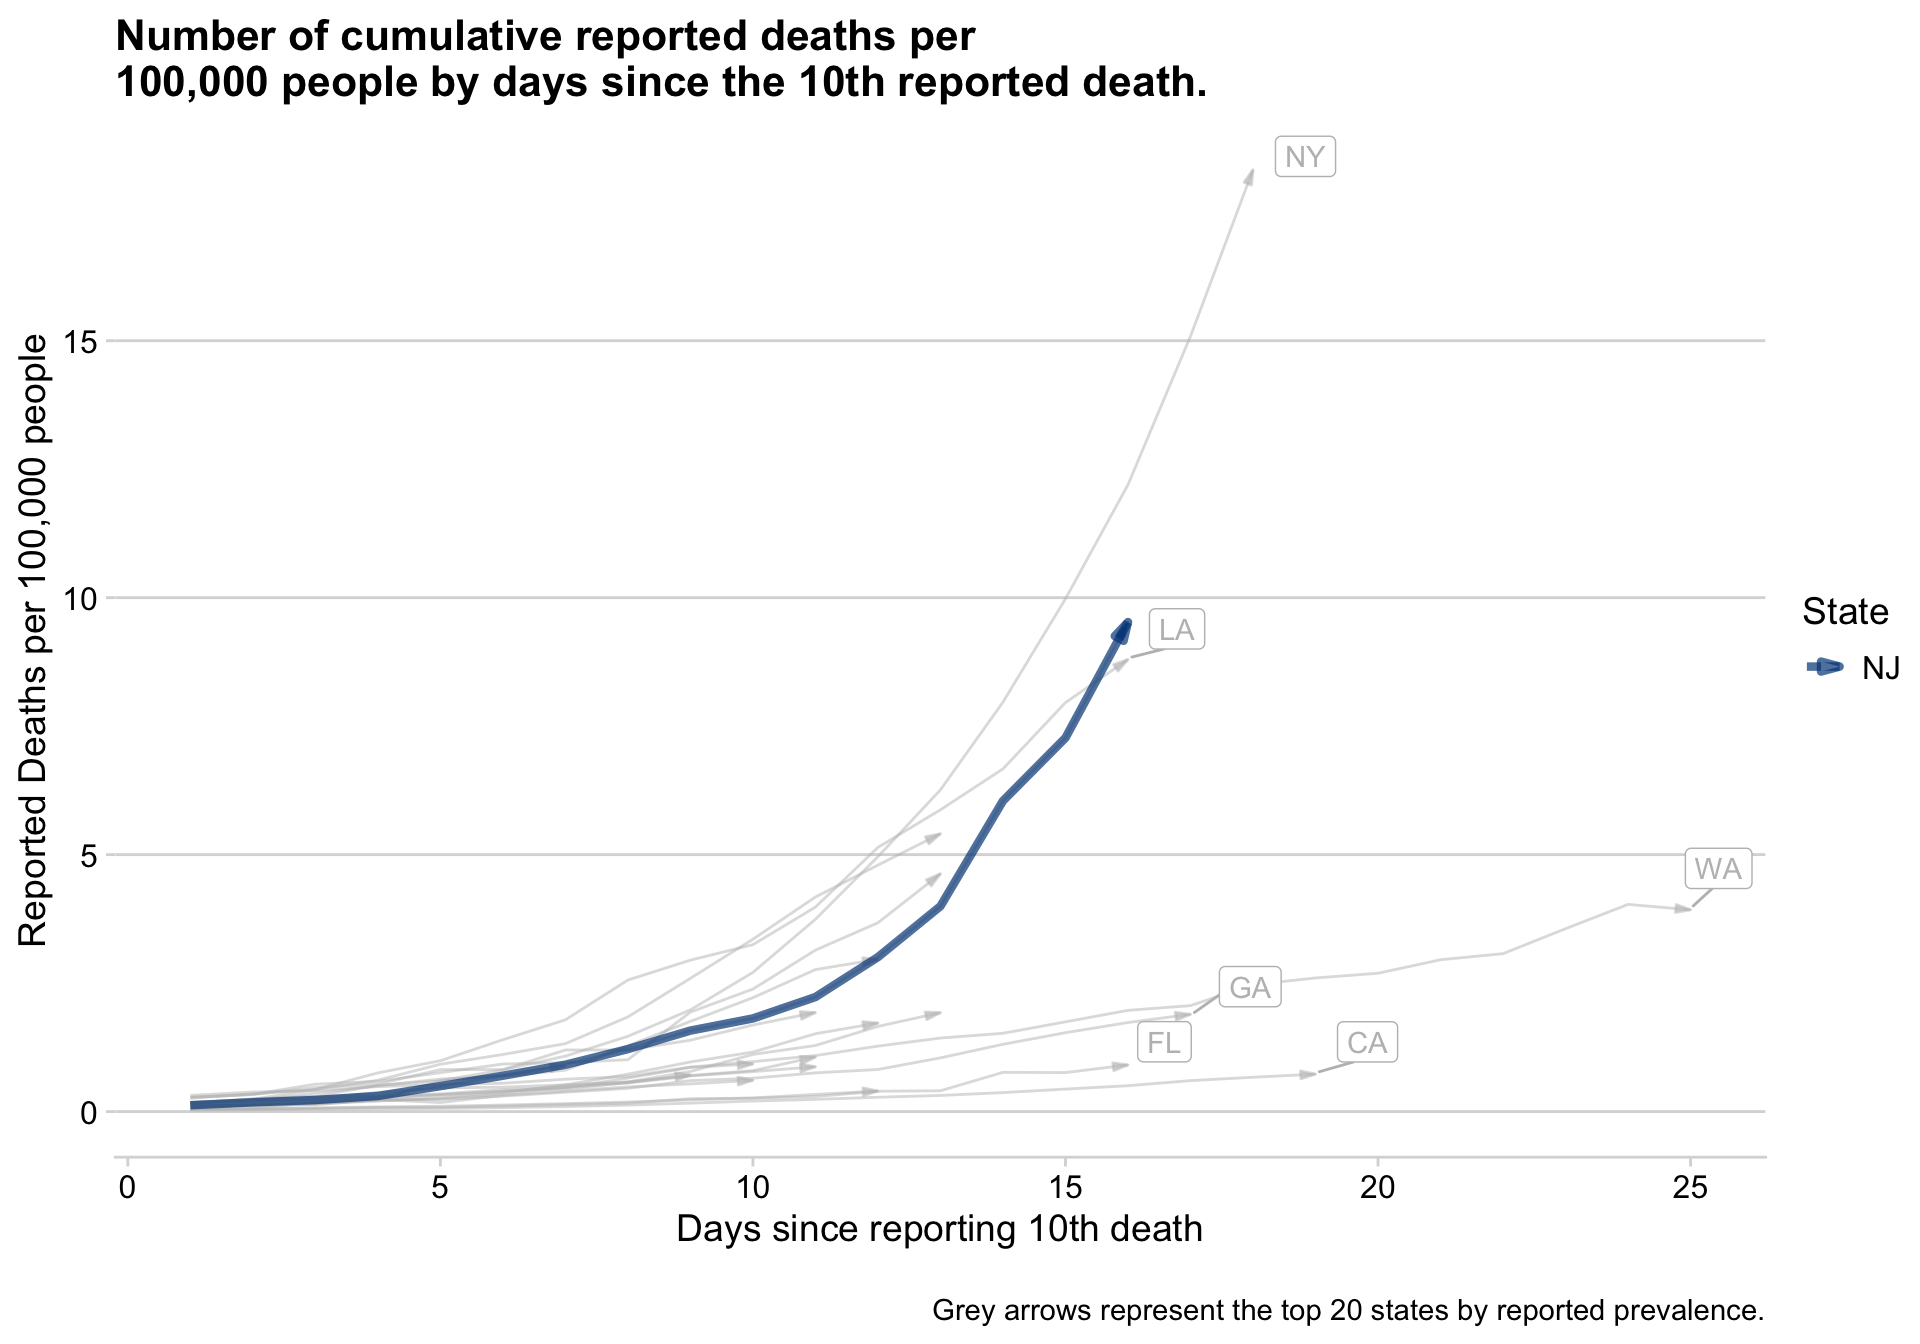 Number of cumulative reported deaths per
100,000 people by days since the 10th reported death.
NY
15
10
LA
5
WA
GA
FL
CA
0
Reported Deaths per 100,000 people
0 5 10 15 20 25
Days since reporting 10th death
State
NJ
Grey arrows represent the top 20 states by reported prevalence.